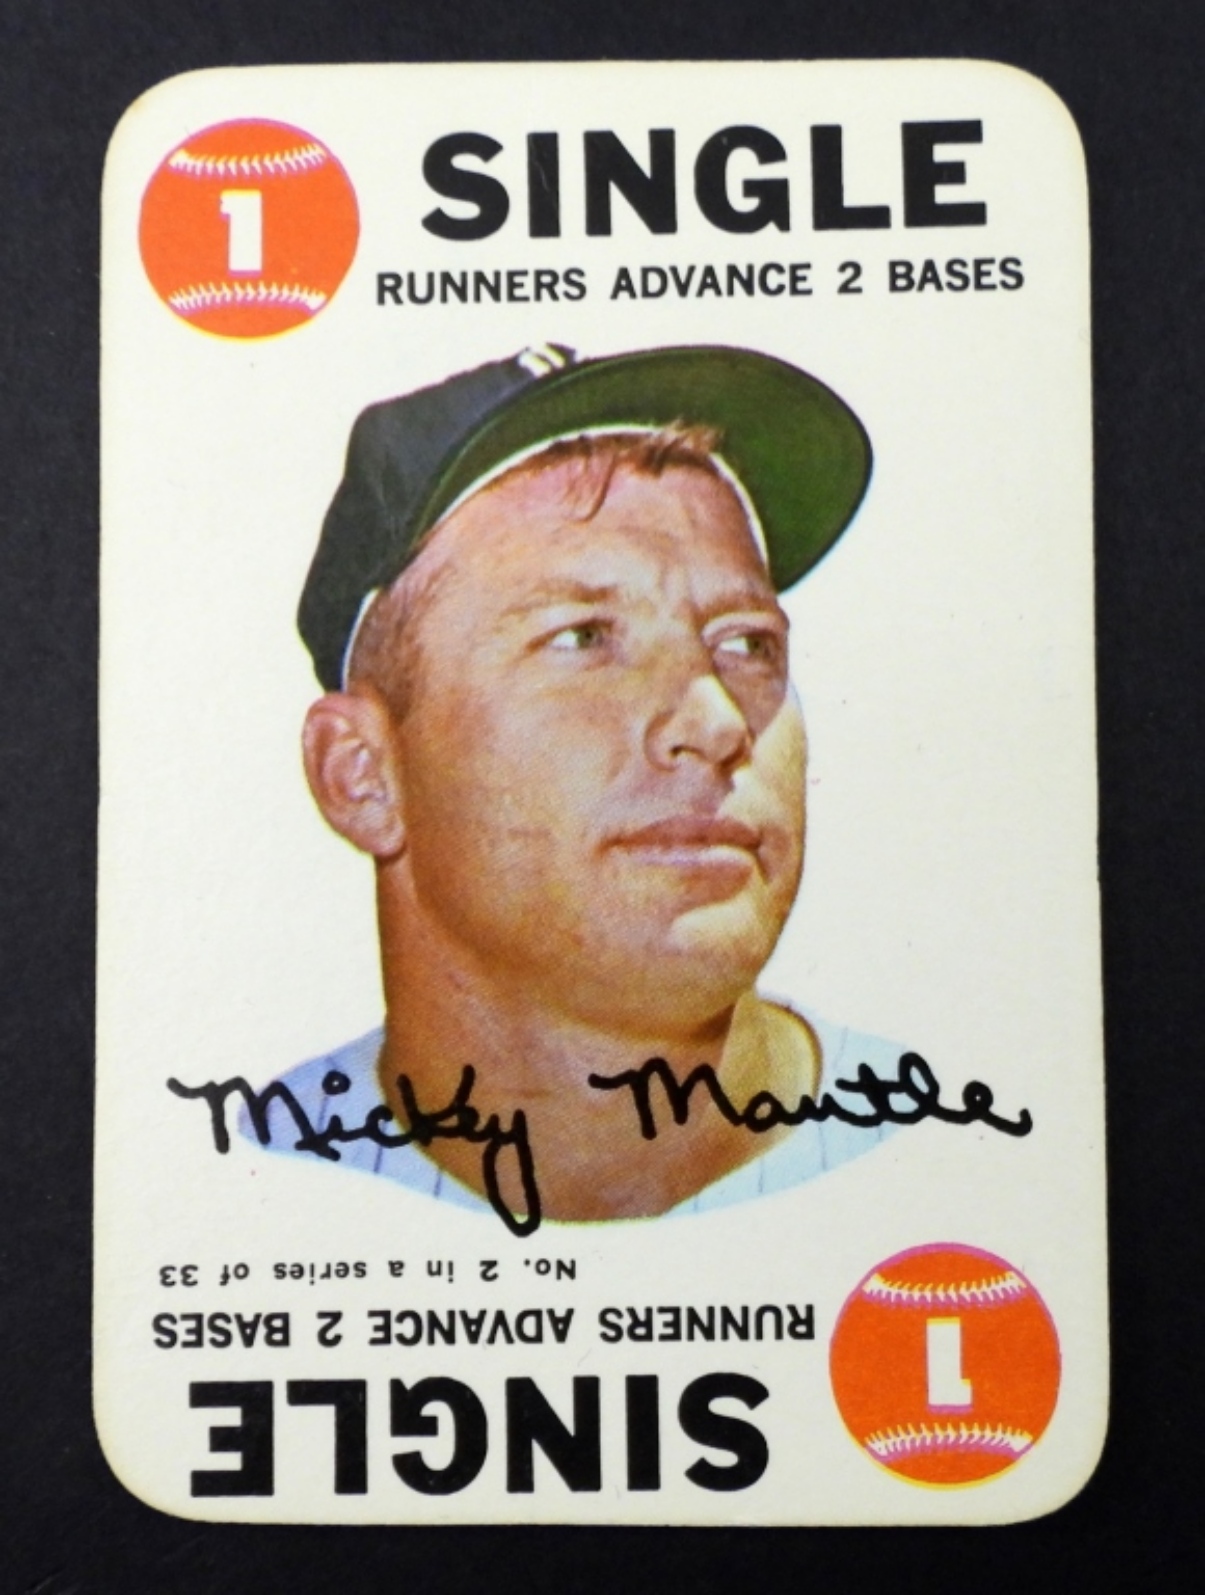 1
SINGLE
RUNNERS ADVANCE 2 BASES
Mickey Mantle
No. 2 in a series of 33
RUNNERS ADVANCE 2 BASES
SINGLE
1